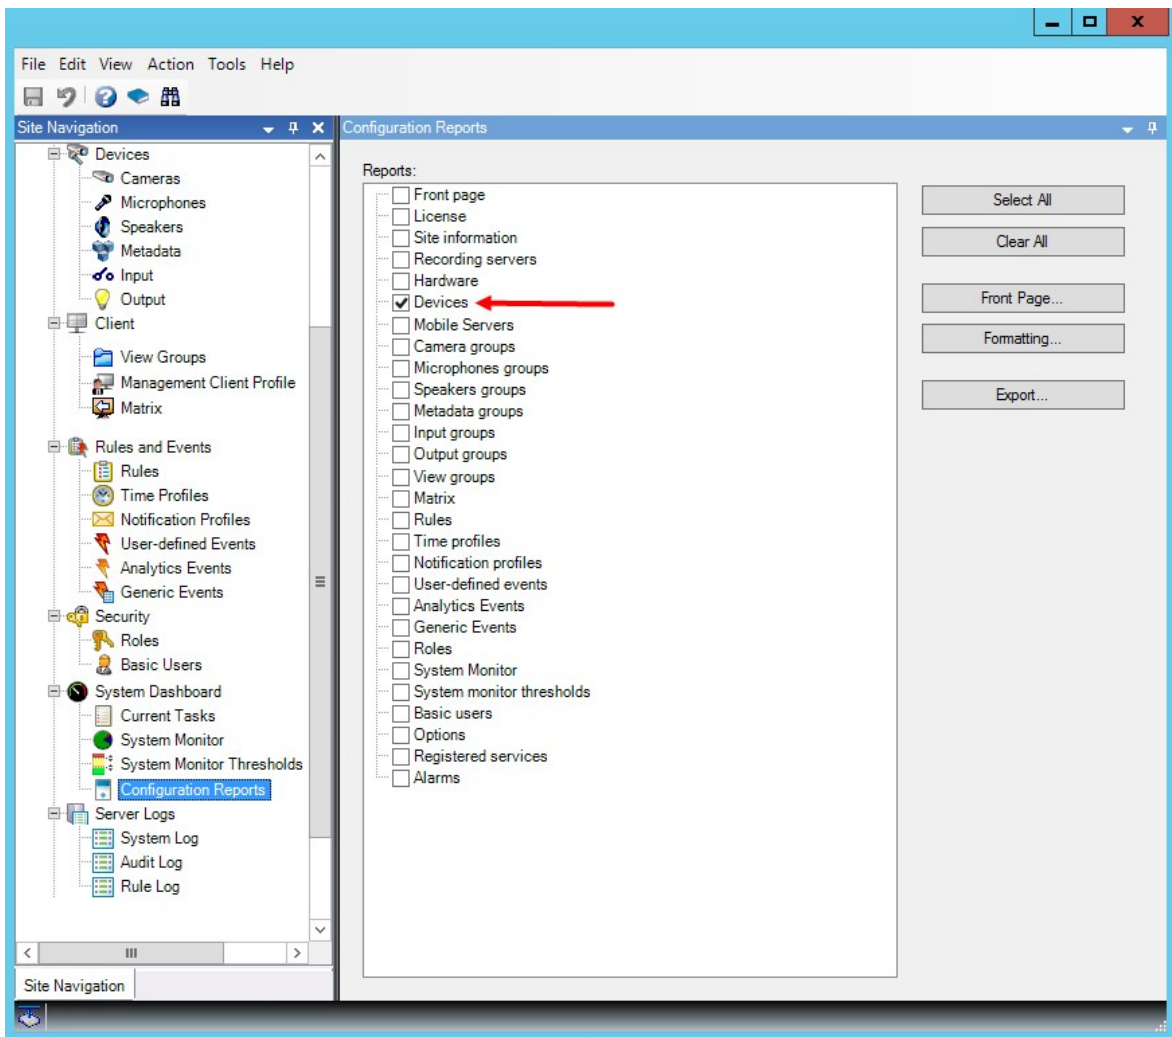 File Edit View Action Tools Help
Site Navigation
Devices
Cameras
Microphones
Speakers
Metadata
Input
Output
Client
View Groups
Management Client Profile
Matrix
Rules and Events
Rules
Time Profiles
Notification Profiles
User-defined Events
Analytics Events
Generic Events
Security
Roles
Basic Users
System Dashboard
Current Tasks
System Monitor
System Monitor Thresholds
Configuration Reports
Server Logs
System Log
Audit Log
Rule Log
Site Navigation
Configuration Reports
Reports:
Front page
License
Site information
Recording servers
Hardware
Devices
Mobile Servers
Camera groups
Microphones groups
Speakers groups
Metadata groups
Input groups
Output groups
View groups
Matrix
Rules
Time profiles
Notification profiles
User-defined events
Analytics Events
Generic Events
Roles
System Monitor
System monitor thresholds
Basic users
Options
Registered services
Alarms
Select All
Clear All
Front Page...
Formatting...
Export...